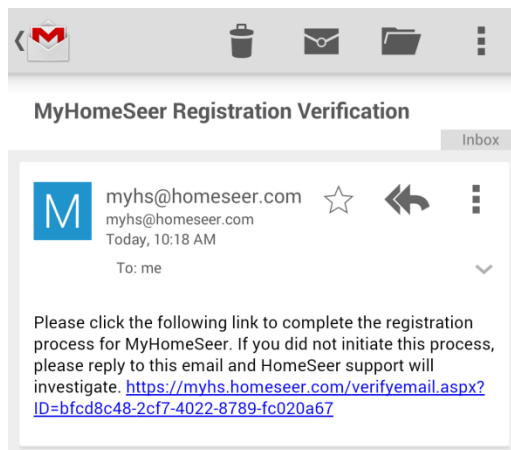 MyHomeSeer Registration Verification
Inbox
M
myhs@homeseer.com
myhs@homeseer.com
Today, 10:18 AM
To: me
Please click the following link to complete the registration
process for MyHomeSeer. If you did not initiate this process,
please reply to this email and HomeSeer support will
investigate. https://myhs.homeseer.com/verifyemail.aspx?
ID=bfcd8c48-2cf7-4022-8789-fc020a67